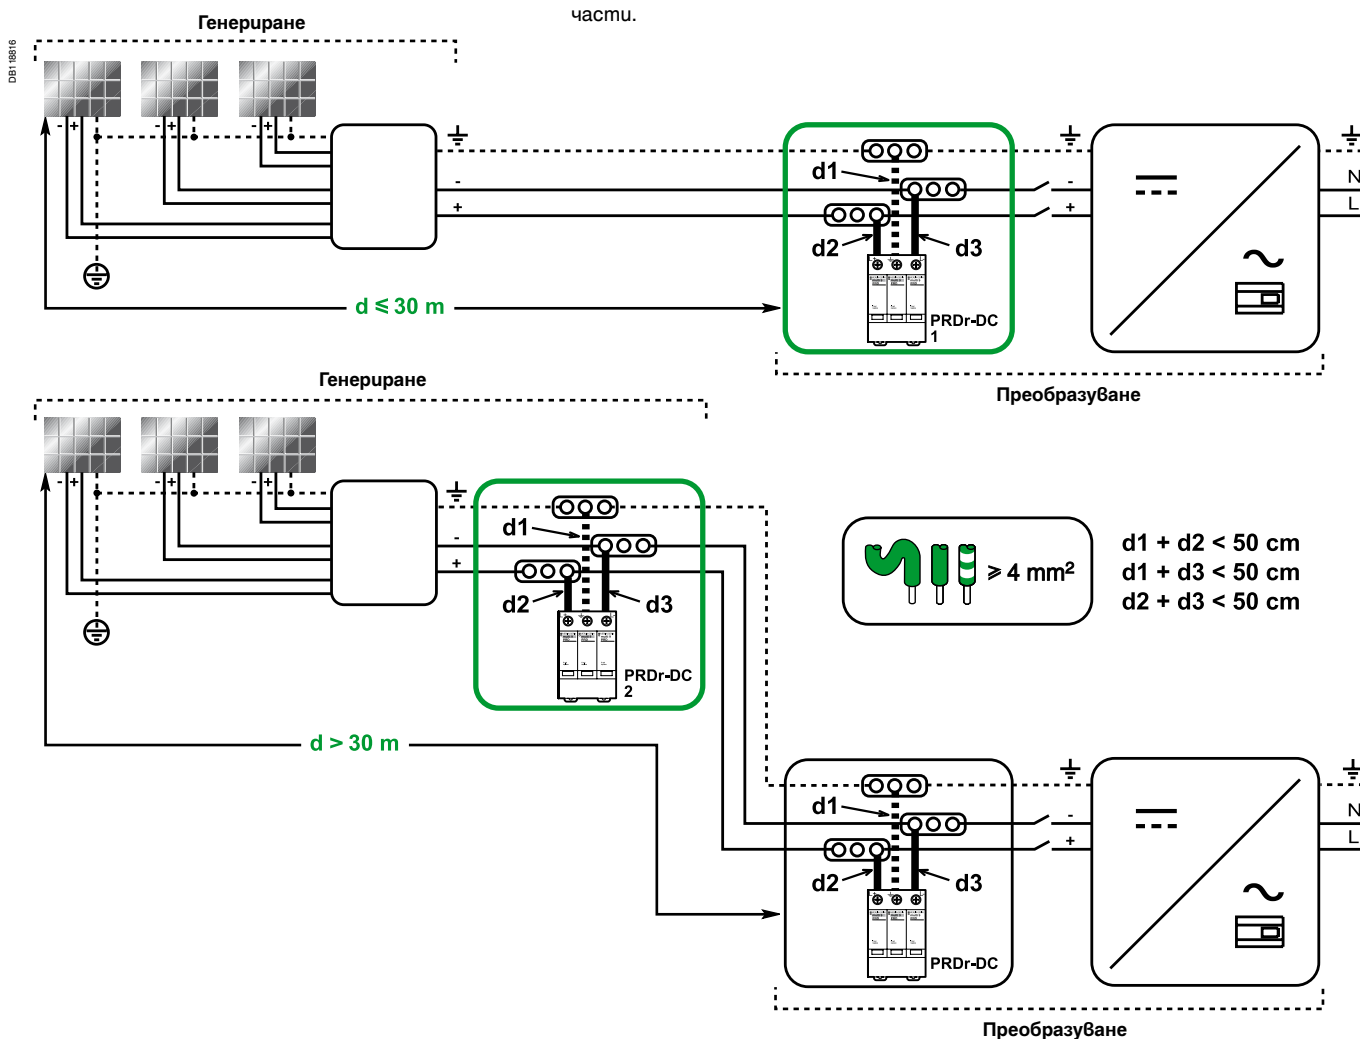 части.
Генериране
DB118816
- +
- +
- +
-
+
d1
d2
d3
PRDr-DC
1
-
+
N
L
d ≤ 30 m
Преобразуване
Генериране
- +
- +
- +
-
+
d1
d2
d3
PRDr-DC
2
≥ 4 mm²
d1 + d2 < 50 cm
d1 + d3 < 50 cm
d2 + d3 < 50 cm
d > 30 m
d1
d2
d3
PRDr-DC
-
+
N
L
Преобразуване